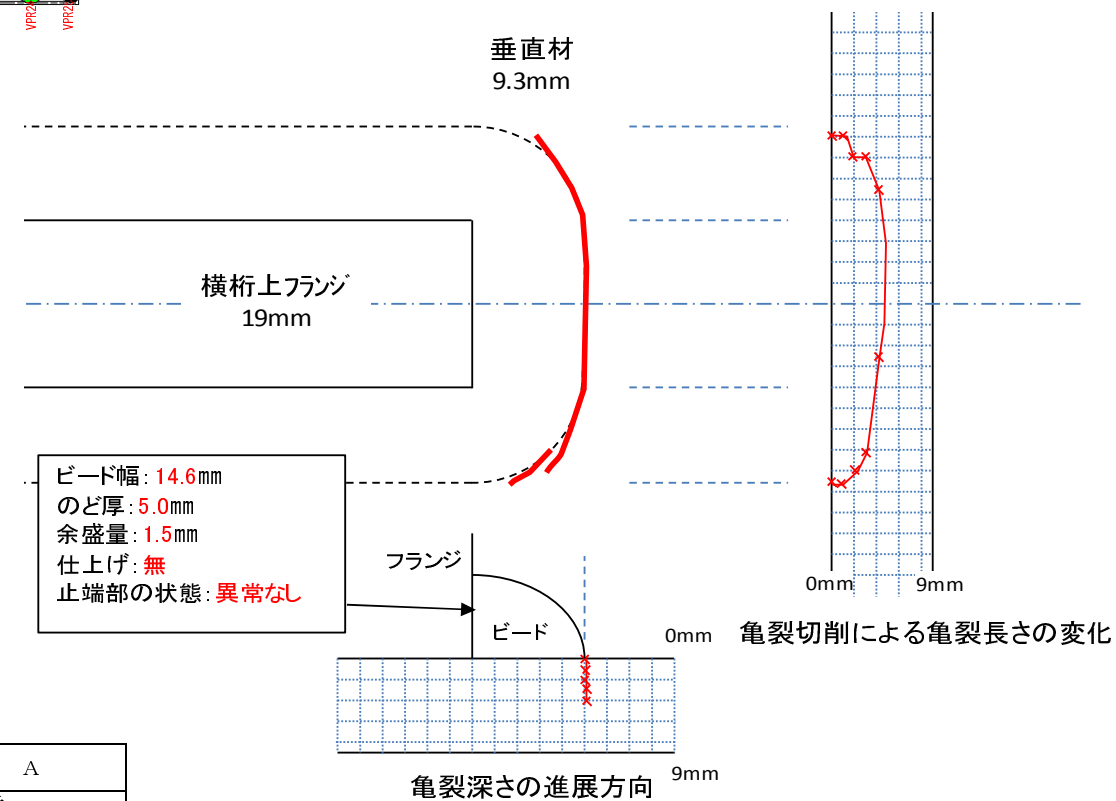 垂直材
9.3mm
横桁上フランジ
19mm
ビード幅：14.6mm
のど厚：5.0mm
余盛量：1.5mm
仕上げ：無
止端部の状態：異常なし
フランジ
ビード
0mm
9mm
0mm
亀裂切削による亀裂長さの変化
9mm
亀裂深さの進展方向
A